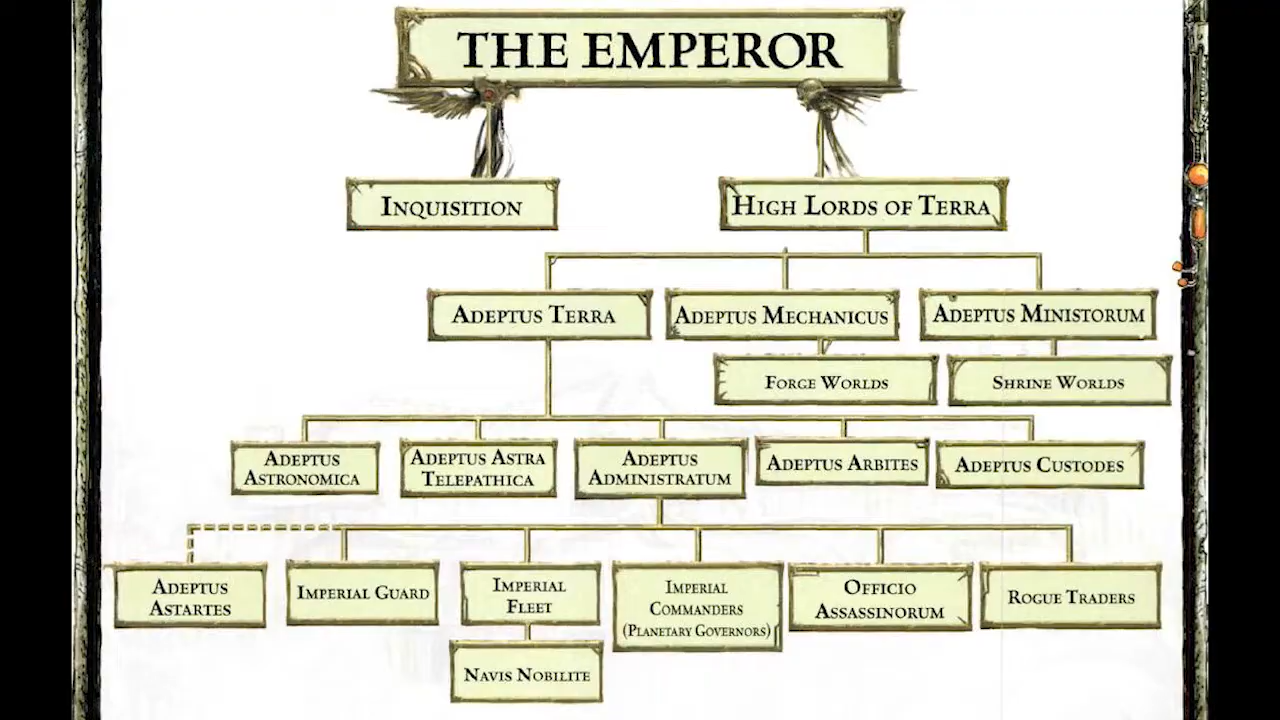 THE EMPEROR
INQUISITION
HIGH LORDS OF TERRA
ADEPTUS TERRA
ADEPTUS MECHANICUS
ADEPTUS MINISTORUM
FORGE WORLDS
SHRINE WORLDS
ADEPTUS
ASTRONOMICA
ADEPTUS ASTRA
TELEPATHICA
ADEPTUS
ADMINISTRATUM
ADEPTUS ARBITES
ADEPTUS CUSTODES
ADEPTUS
ASTARTES
IMPERIAL GUARD
IMPERIAL
FLEET
IMPERIAL
COMMANDERS
(PLANETARY GOVERNORS)
OFFICIO
ASSASSINORUM
ROGUE TRADERS
NAVIS NOBILITE